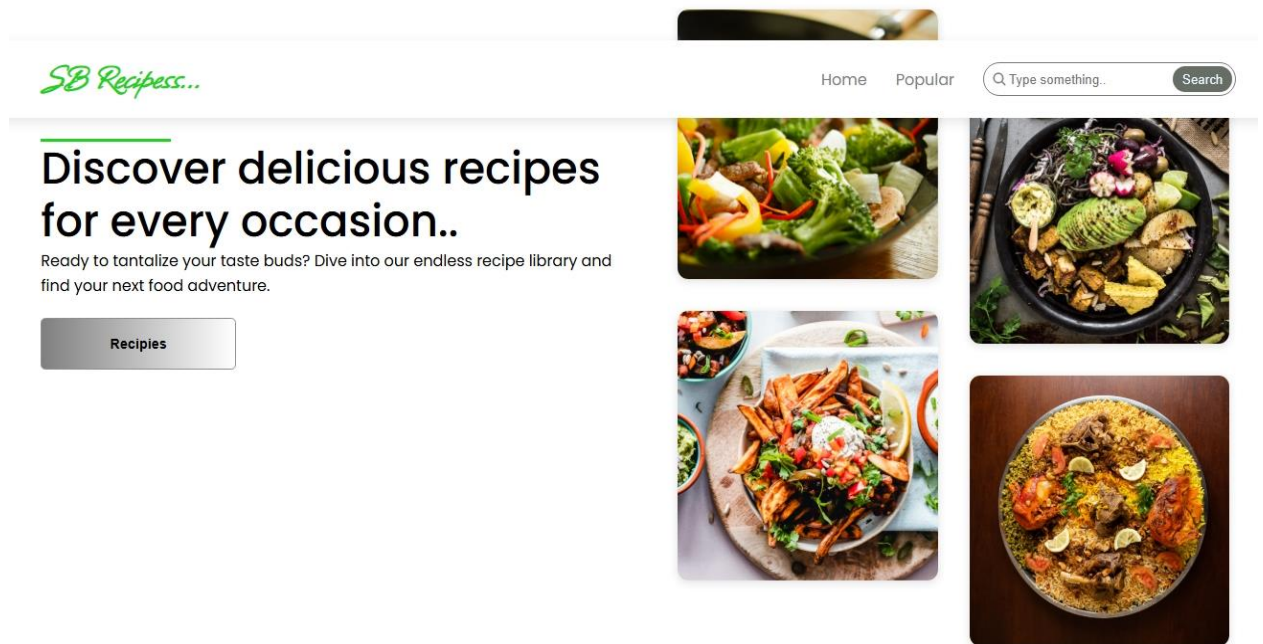 SB Recipess...
Home
Popular
Type something..
Search
Discover delicious recipes
for every occasion..
Ready to tantalize your taste buds? Dive into our endless recipe library and
find your next food adventure.
Recipies